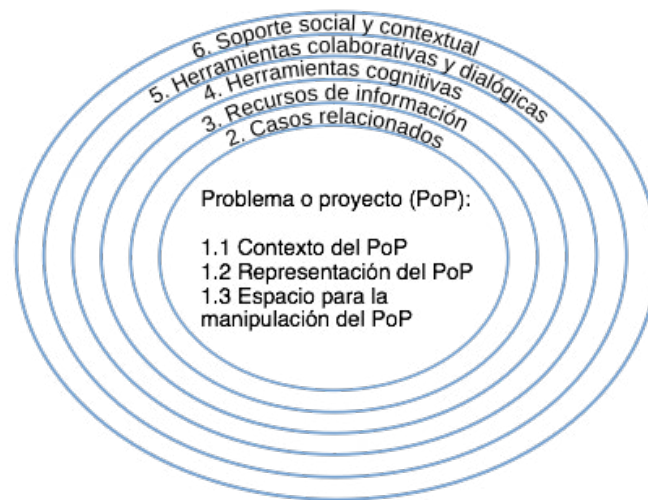 6. Soporte social y contextual
5. Herramientas colaborativas y dialógicas
4. Herramientas cognitivas
3. Recursos de información
2. Casos relacionados
Problema o proyecto (PoP):
1.1 Contexto del PoP
1.2 Representación del PoP
1.3 Espacio para la
manipulación del PoP